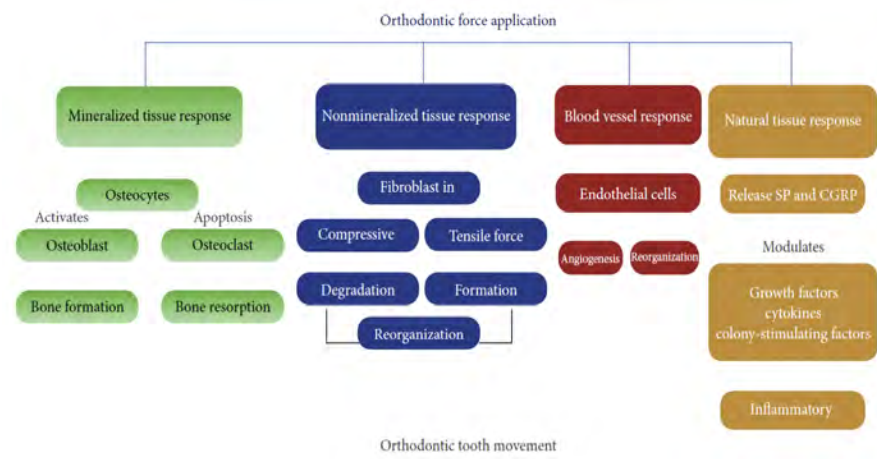 Orthodontic force application
Mineralized tissue response
Nonmineralized tissue response
Blood vessel response
Natural tissue response
Osteocytes
Activates
Apoptosis
Osteoblast
Osteoclast
Bone formation
Bone resorption
Fibroblast in
Compressive
Tensile force
Degradation
Formation
Reorganization
Endothelial cells
Angiogenesis
Reorganization
Release SP and CGRP
Modulates
Growth factors
cytokines
colony-stimulating factors
Inflammatory
Orthodontic tooth movement